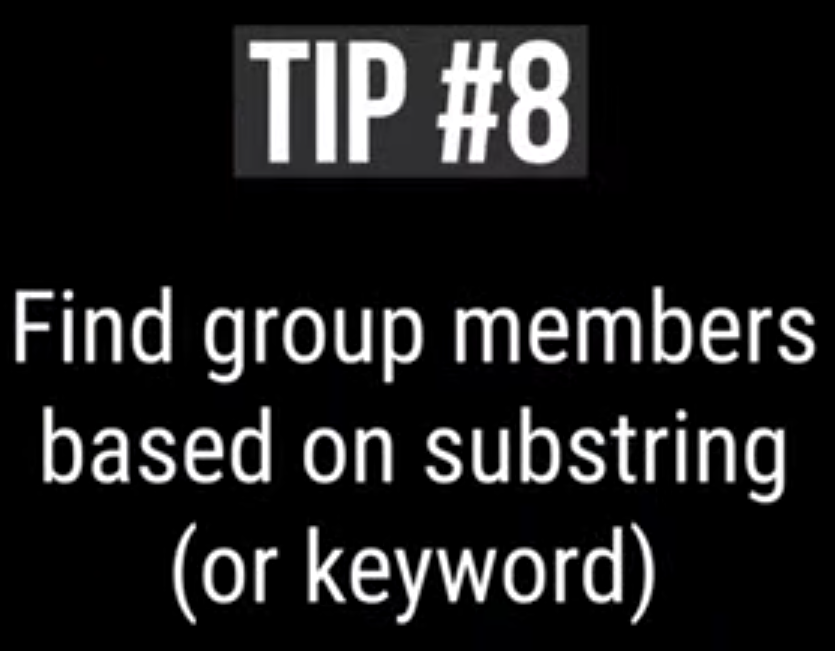 TIP #8
Find group members
based on substring
(or keyword)